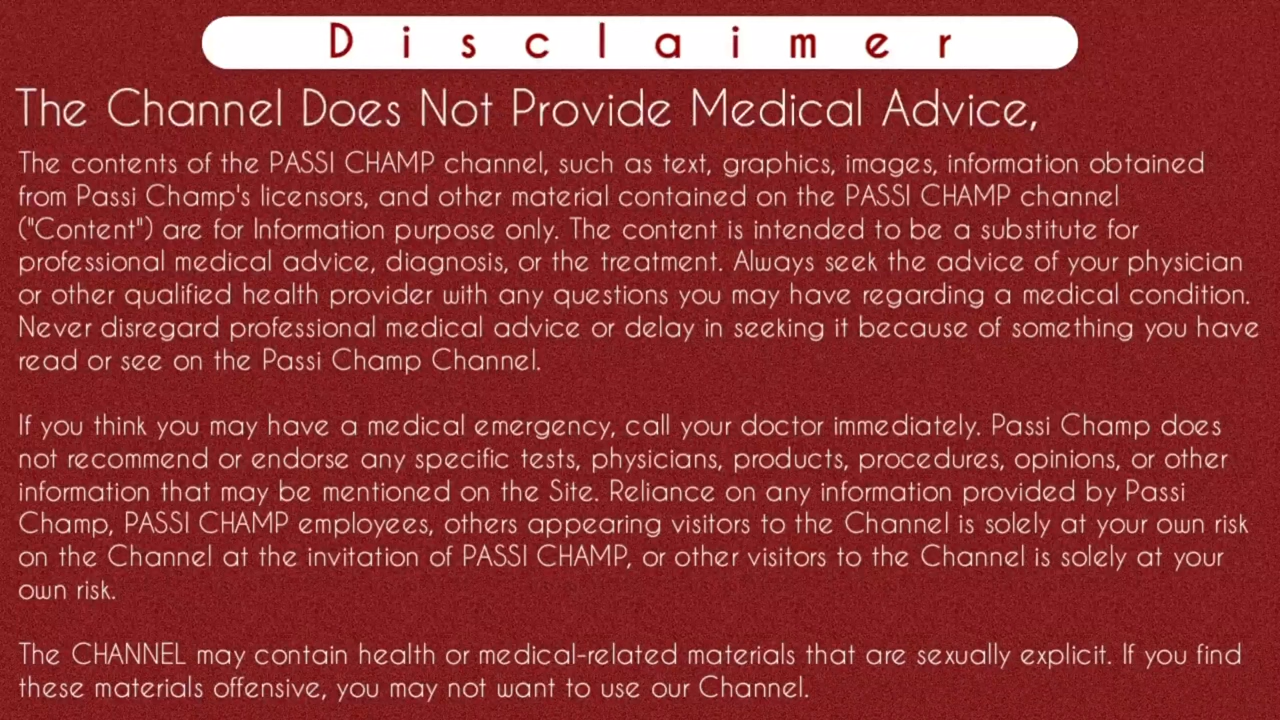 Disclaimer
The Channel Does Not Provide Medical Advice,
The contents of the PASSI CHAMP channel, such as text, graphics, images, information obtained
from Passi Champ's licensors, and other material contained on the PASSI CHAMP channel
("Content") are for Information purpose only. The content is intended to be a substitute for
professional medical advice, diagnosis, or the treatment. Always seek the advice of your physician
or other qualified health provider with any questions you may have regarding a medical condition.
Never disregard professional medical advice or delay in seeking it because of something you have
read or see on the Passi Champ Channel.
If you think you may have a medical emergency, call your doctor immediately. Passi Champ does
not recommend or endorse any specific tests, physicians, products, procedures, opinions, or other
information that may be mentioned on the Site. Reliance on any information provided by Passi
Champ, PASSI CHAMP employees, others appearing visitors to the Channel is solely at your own risk
on the Channel at the invitation of PASSI CHAMP, or other visitors to the Channel is solely at your
own risk.
The CHANNEL may contain health or medical-related materials that are sexually explicit. If you find
these materials offensive, you may not want to use our Channel.